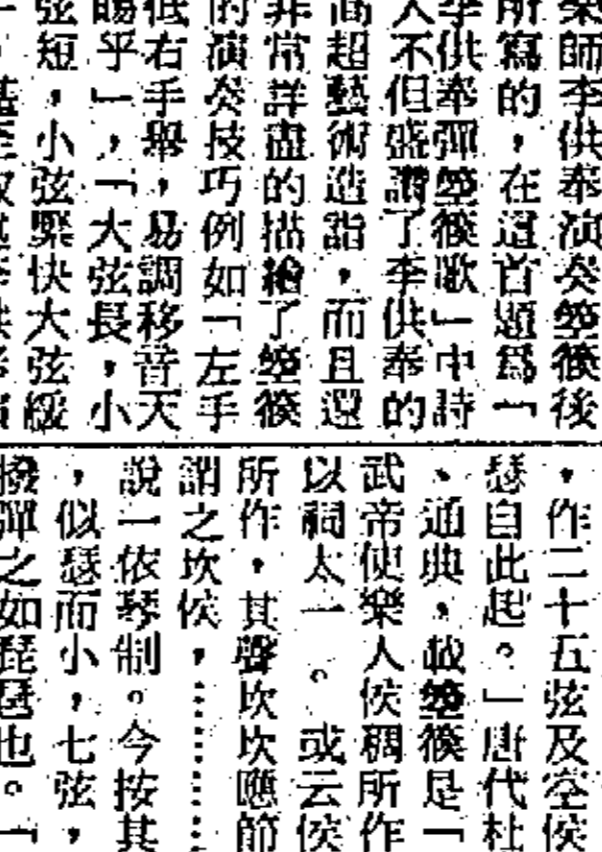 樂師李供奉演奏箜篌後
所寫的，在這首題爲「
李供奉彈箜篌歌」中詩
人不但盛讚了李供奉的
高超藝術造詣，而且還
非常詳盡的描繪了箜篌
的演奏技巧例如「左手
低右手舉，易調移音天
賜乎」，「大弦長，小
弦短，小弦緊快大弦緩
，作二十五弦及空侯
瑟自此起。」唐代杜
、通典，載箜篌是「
武帝使樂人侯稠所作
以祠太一。或云侯
所作，其聲坎坎應節
謂之坎侯，……
說一依琴制。今按其
，似瑟而小，七弦，
撥彈之如琵琶也。「